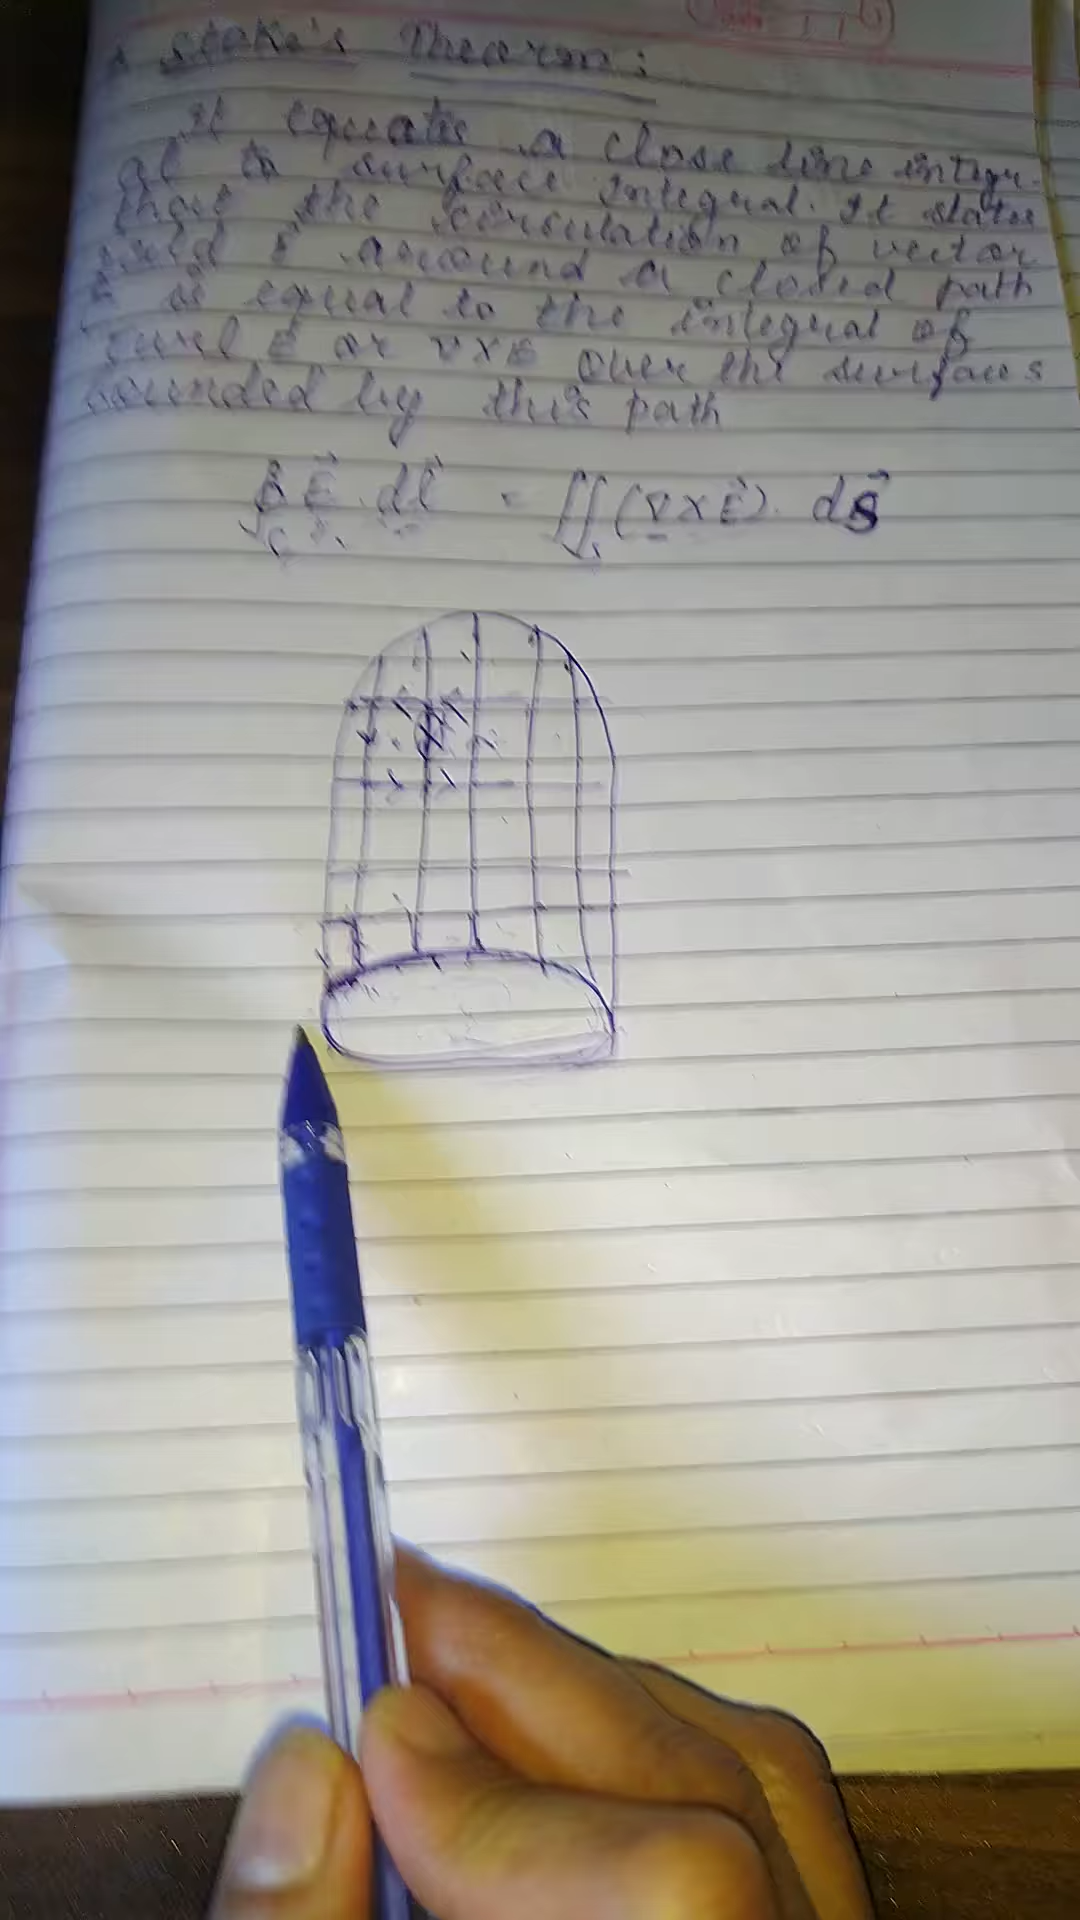 Stoke's Theorem:
It equates a close line integr-
al to surface integral. It states
that the circulation of vector
field E around a closed path
is equal to the integral of
curl E or ∇×E over the surfaces
bounded by this path
∮ E⃗ . dl⃗ = ∬ (∇×E⃗). dS⃗
C